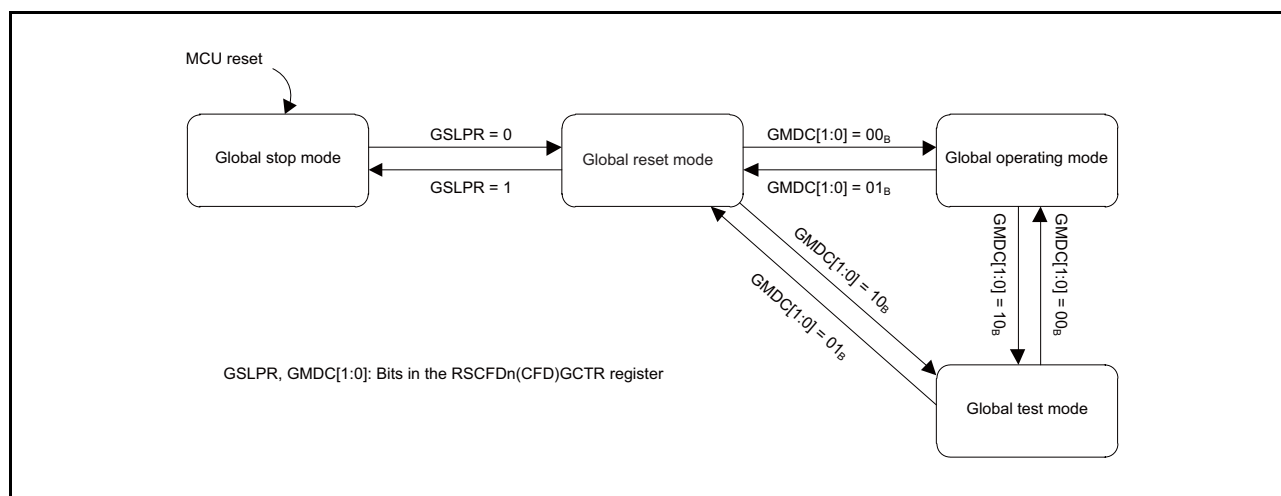 MCU reset
Global stop mode
GSLPR = 0
GSLPR = 1
Global reset mode
GMDC[1:0] = 00B
GMDC[1:0] = 01B
Global operating mode
GMDC[1:0] = 10B
GMDC[1:0] = 01B
GMDC[1:0] = 10B
GMDC[1:0] = 00B
GSLPR, GMDC[1:0]: Bits in the RSCFDn(CFD)GCTR register
Global test mode